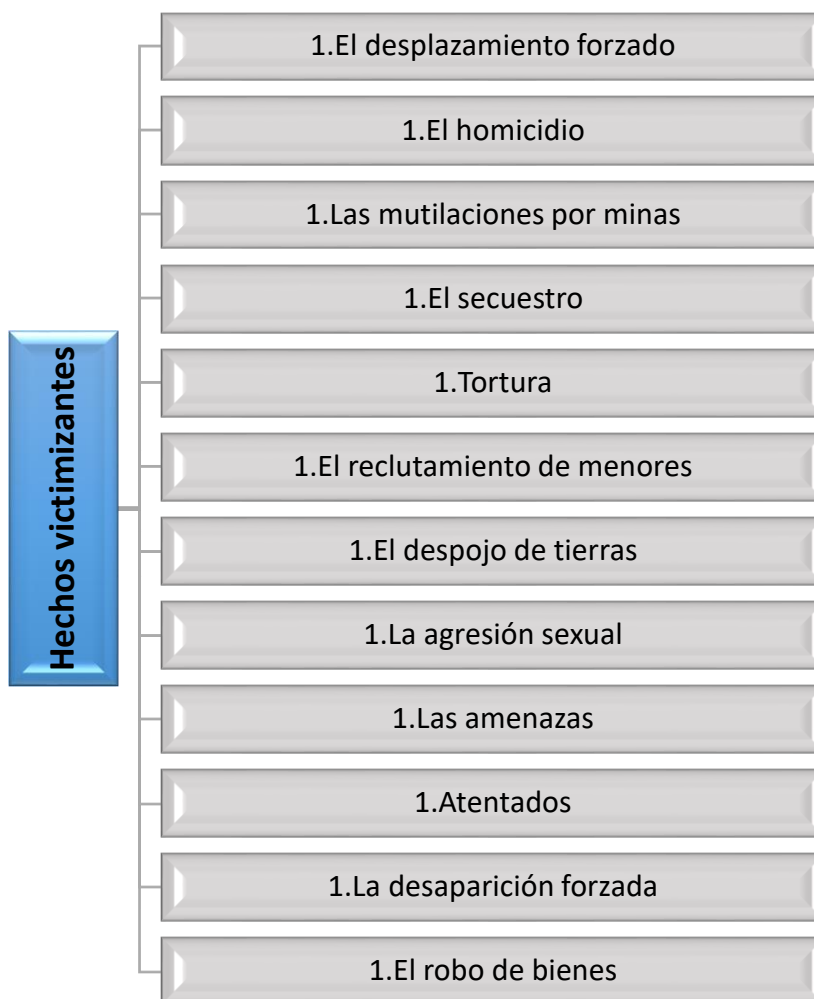 Hechos victimizantes
1.El desplazamiento forzado
1.El homicidio
1.Las mutilaciones por minas
1.El secuestro
1.Tortura
1.El reclutamiento de menores
1.El despojo de tierras
1.La agresión sexual
1.Las amenazas
1.Atentados
1.La desaparición forzada
1.El robo de bienes